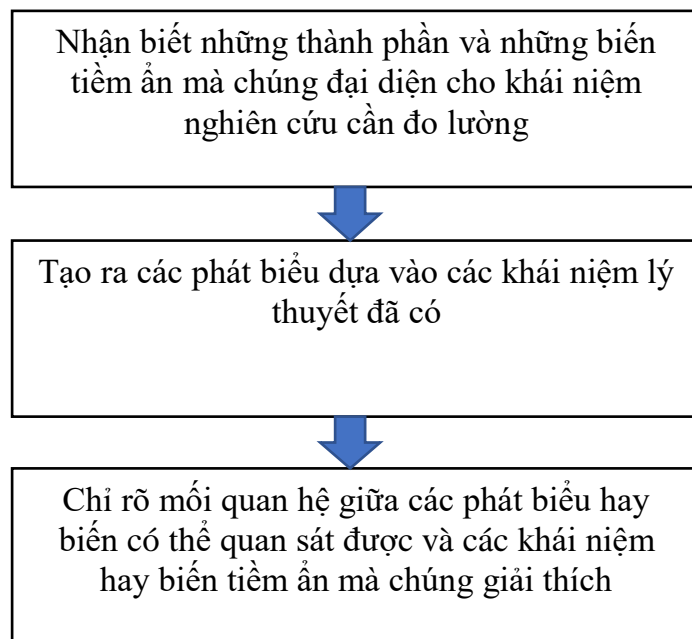 Nhận biết những thành phần và những biến
tiềm ẩn mà chúng đại diện cho khái niệm
nghiên cứu cần đo lường
Tạo ra các phát biểu dựa vào các khái niệm lý
thuyết đã có
Chỉ rõ mối quan hệ giữa các phát biểu hay
biến có thể quan sát được và các khái niệm
hay biến tiềm ẩn mà chúng giải thích